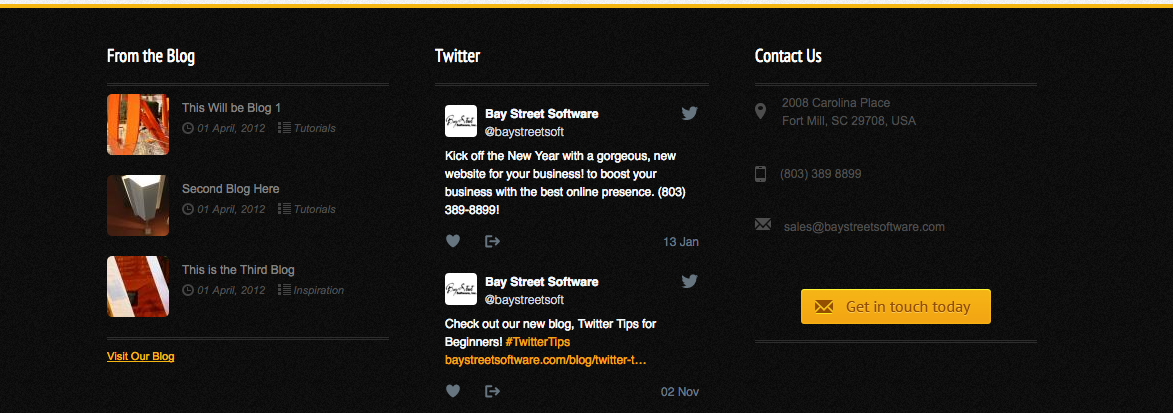 From the Blog
This Will be Blog 1
01 April, 2012 Tutorials
Second Blog Here
01 April, 2012 Tutorials
This is the Third Blog
01 April, 2012 Inspiration
Visit Our Blog
Twitter
Bay Street Software
@baystreetsoft
Kick off the New Year with a gorgeous, new
website for your business! to boost your
business with the best online presence. (803)
389-8899!
13 Jan
Bay Street Software
@baystreetsoft
Check out our new blog, Twitter Tips for
Beginners! #TwitterTips
baystreetsoftware.com/blog/twitter-t…
02 Nov
Contact Us
2008 Carolina Place
Fort Mill, SC 29708, USA
(803) 389 8899
sales@baystreetsoftware.com
Get in touch today